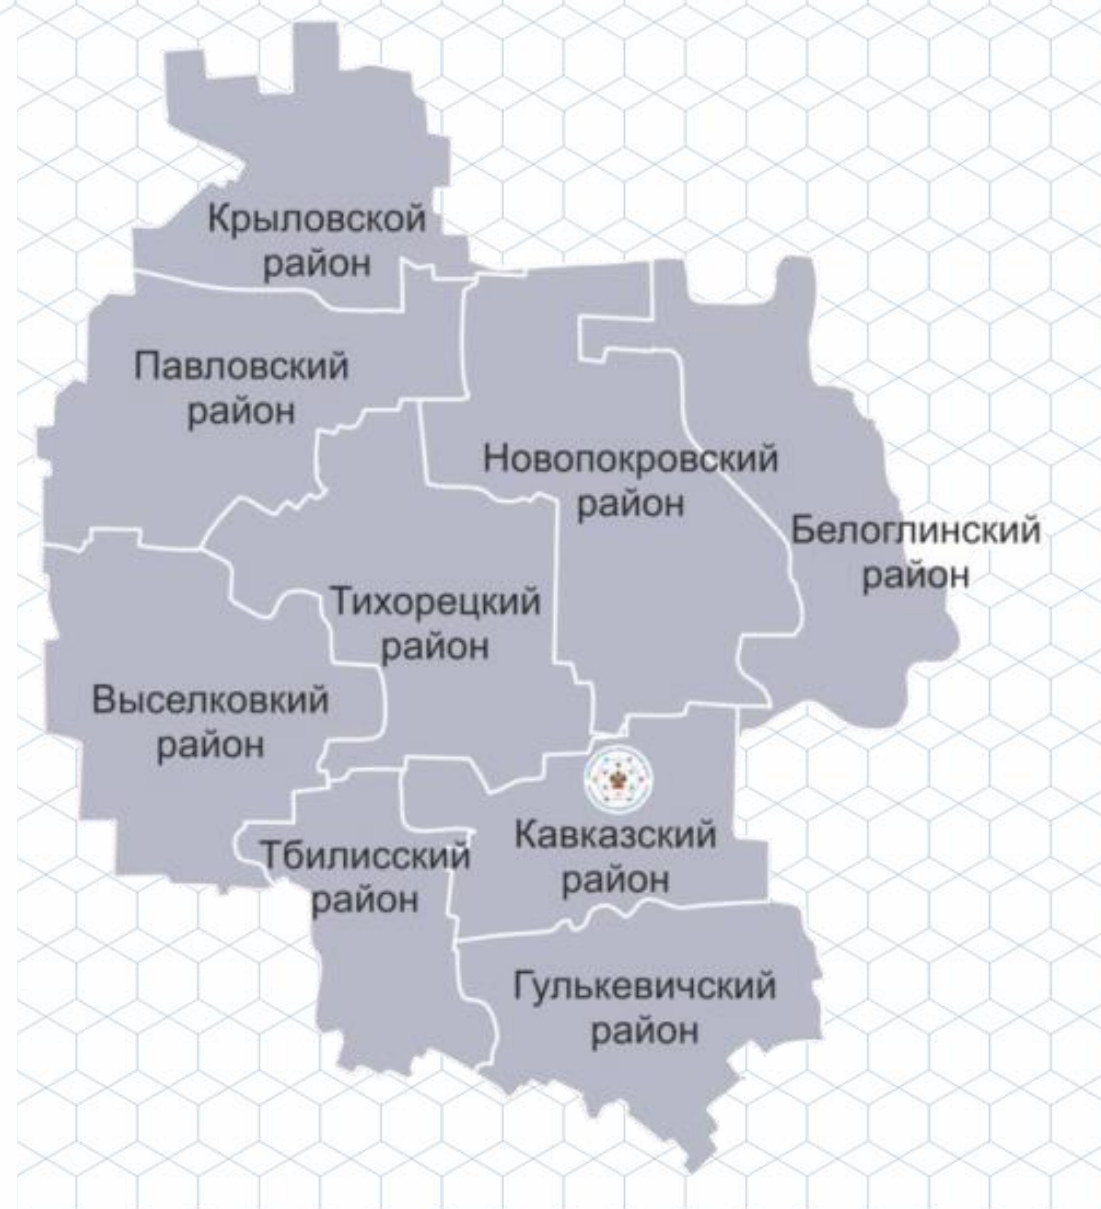 Крыловской
район
Павловский
район
Новопокровский
район
Белоглинский
район
Тихорецкий
район
Выселковкий
район
Тбилисский
район
Кавказский
район
Гулькевичский
район